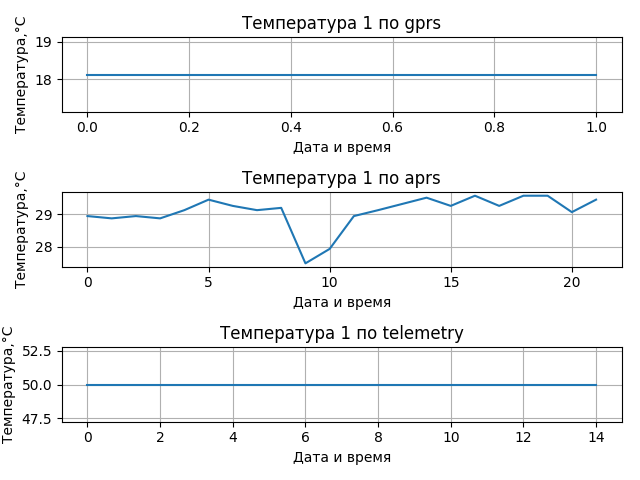 Температура 1 по gprs
Температура,°C
19
18
0.0 0.2 0.4 0.6 0.8 1.0
Дата и время
Температура 1 по aprs
Температура,°C
29
28
0 5 10 15 20
Дата и время
Температура 1 по telemetry
Температура,°C
52.5
50.0
47.5
0 2 4 6 8 10 12 14
Дата и время